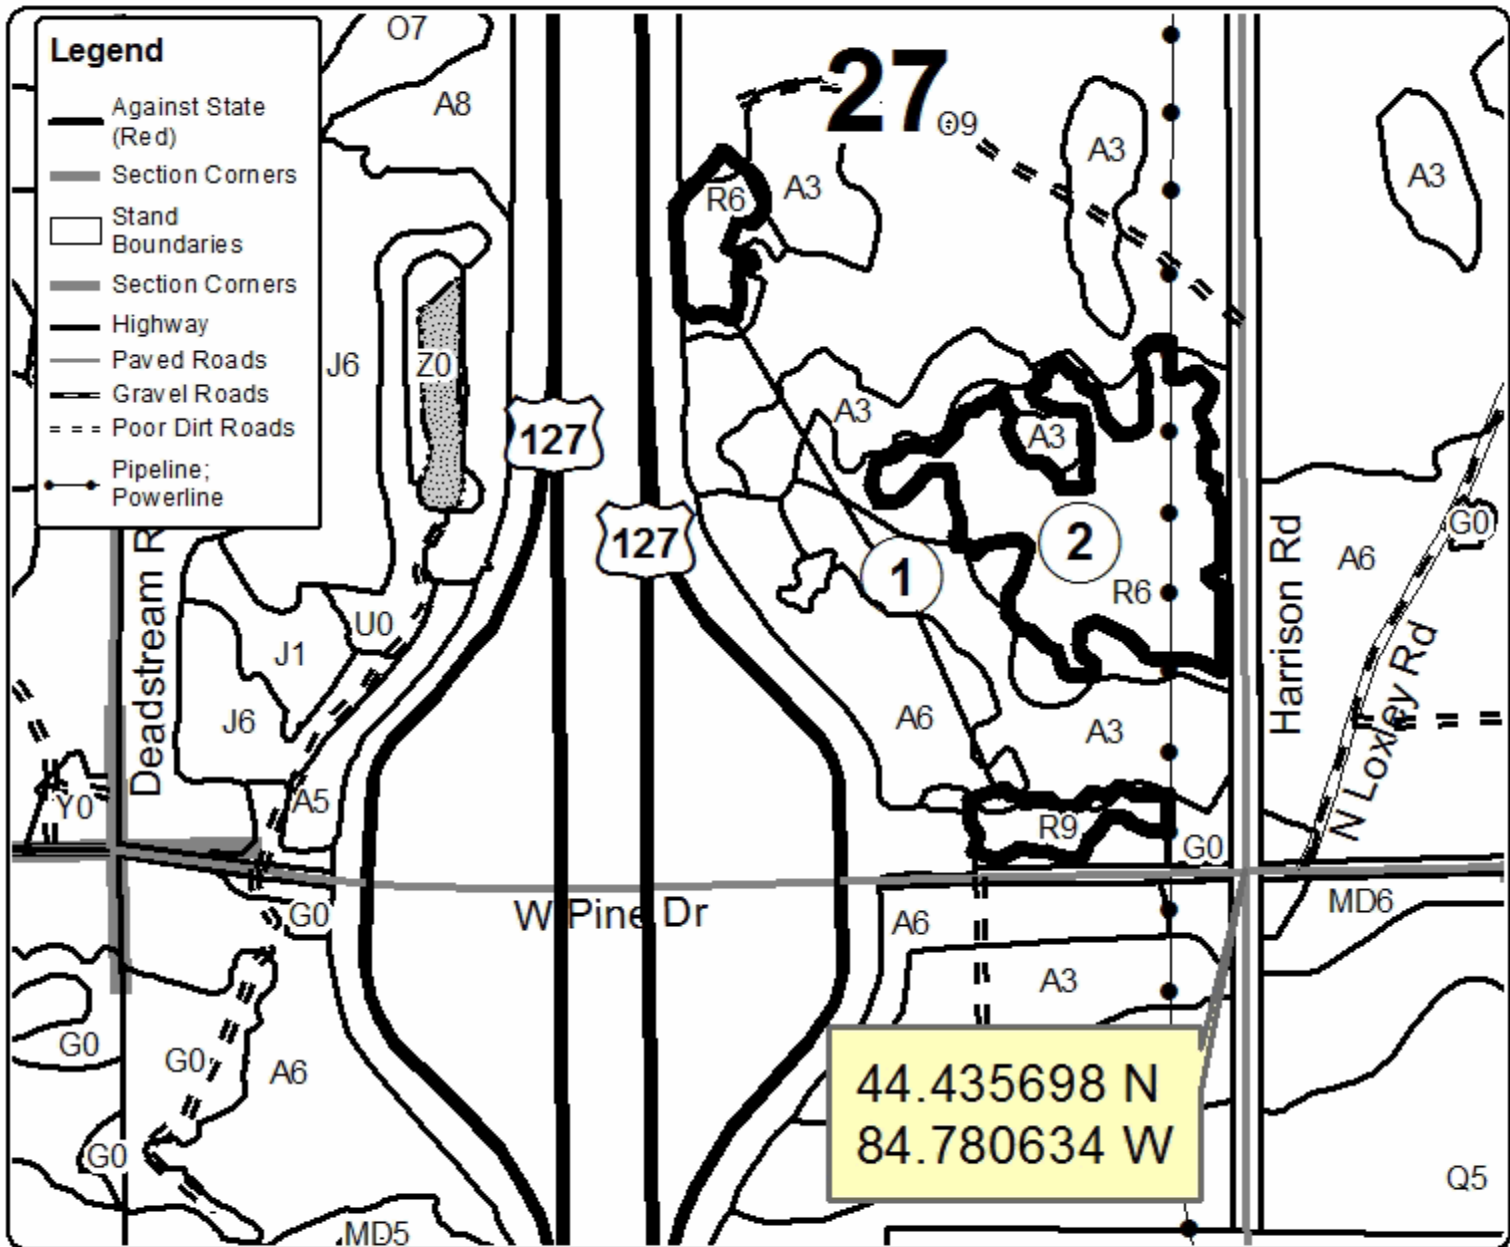 Legend
Against State
(Red)
Section Corners
Stand
Boundaries
Section Corners
Highway
Paved Roads
Gravel Roads
Poor Dirt Roads
Pipeline;
Powerline
O7
A8
27
A3
A3
R6
A3
J6
Z0
127
A3
A3
127
1
2
R6
G0
A6
Deadstream R
U0
J1
J6
A6
A3
Harrison Rd
N Loxley Rd
Y0
A5
R9
G0
G0
W Pine Dr
A6
MD6
A3
G0
G0
A6
44.435698 N
84.780634 W
G0
Q5
MD5